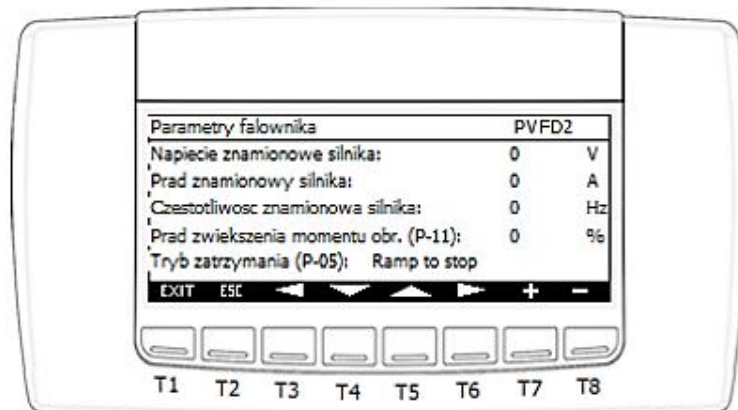 Parametry falownika PVFD2
Napiecie znamionowe silnika: 0 V
Prad znamionowy silnika: 0 A
Czestotliwosc znamionowa silnika: 0 Hz
Prad zwiekszenia momentu obr. (P-11): 0 %
Tryb zatrzymania (P-05): Ramp to stop
EXIT ESC ◄ ▼ ▲ ► + −
T1 T2 T3 T4 T5 T6 T7 T8